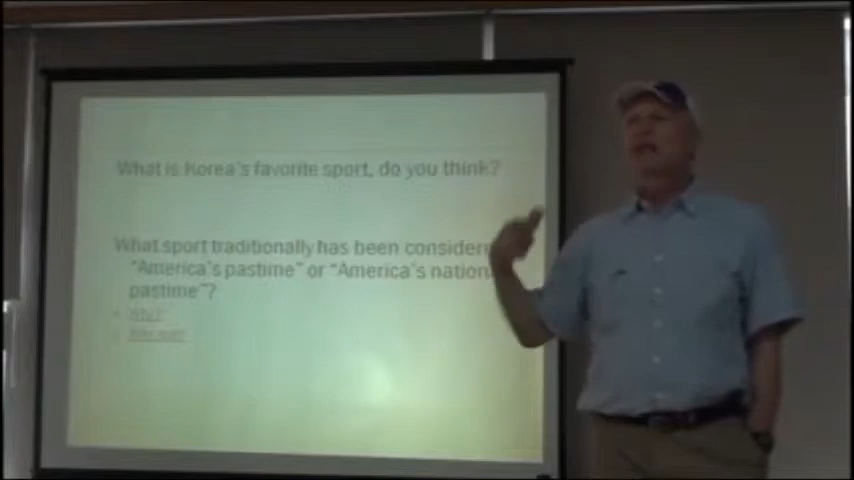 What is Korea's favorite sport, do you think?
What sport traditionally has been considere
"America's pastime" or "America's nation
pastime"?
Why?